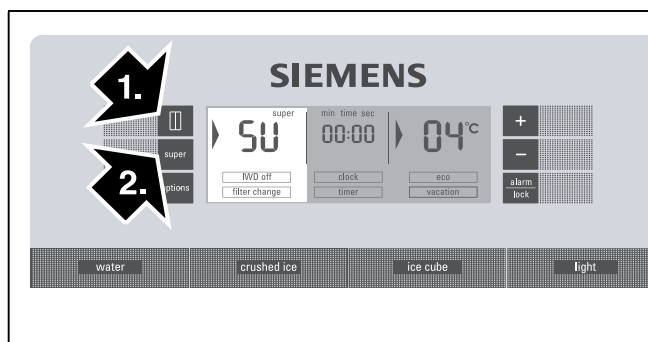 1.
SIEMENS
super
min time sec
SU
00:00
04°C
+
super
−
2.
IWD off
clock
eco
options
filter change
timer
vacation
alarm
lock
water
crushed ice
ice cube
light